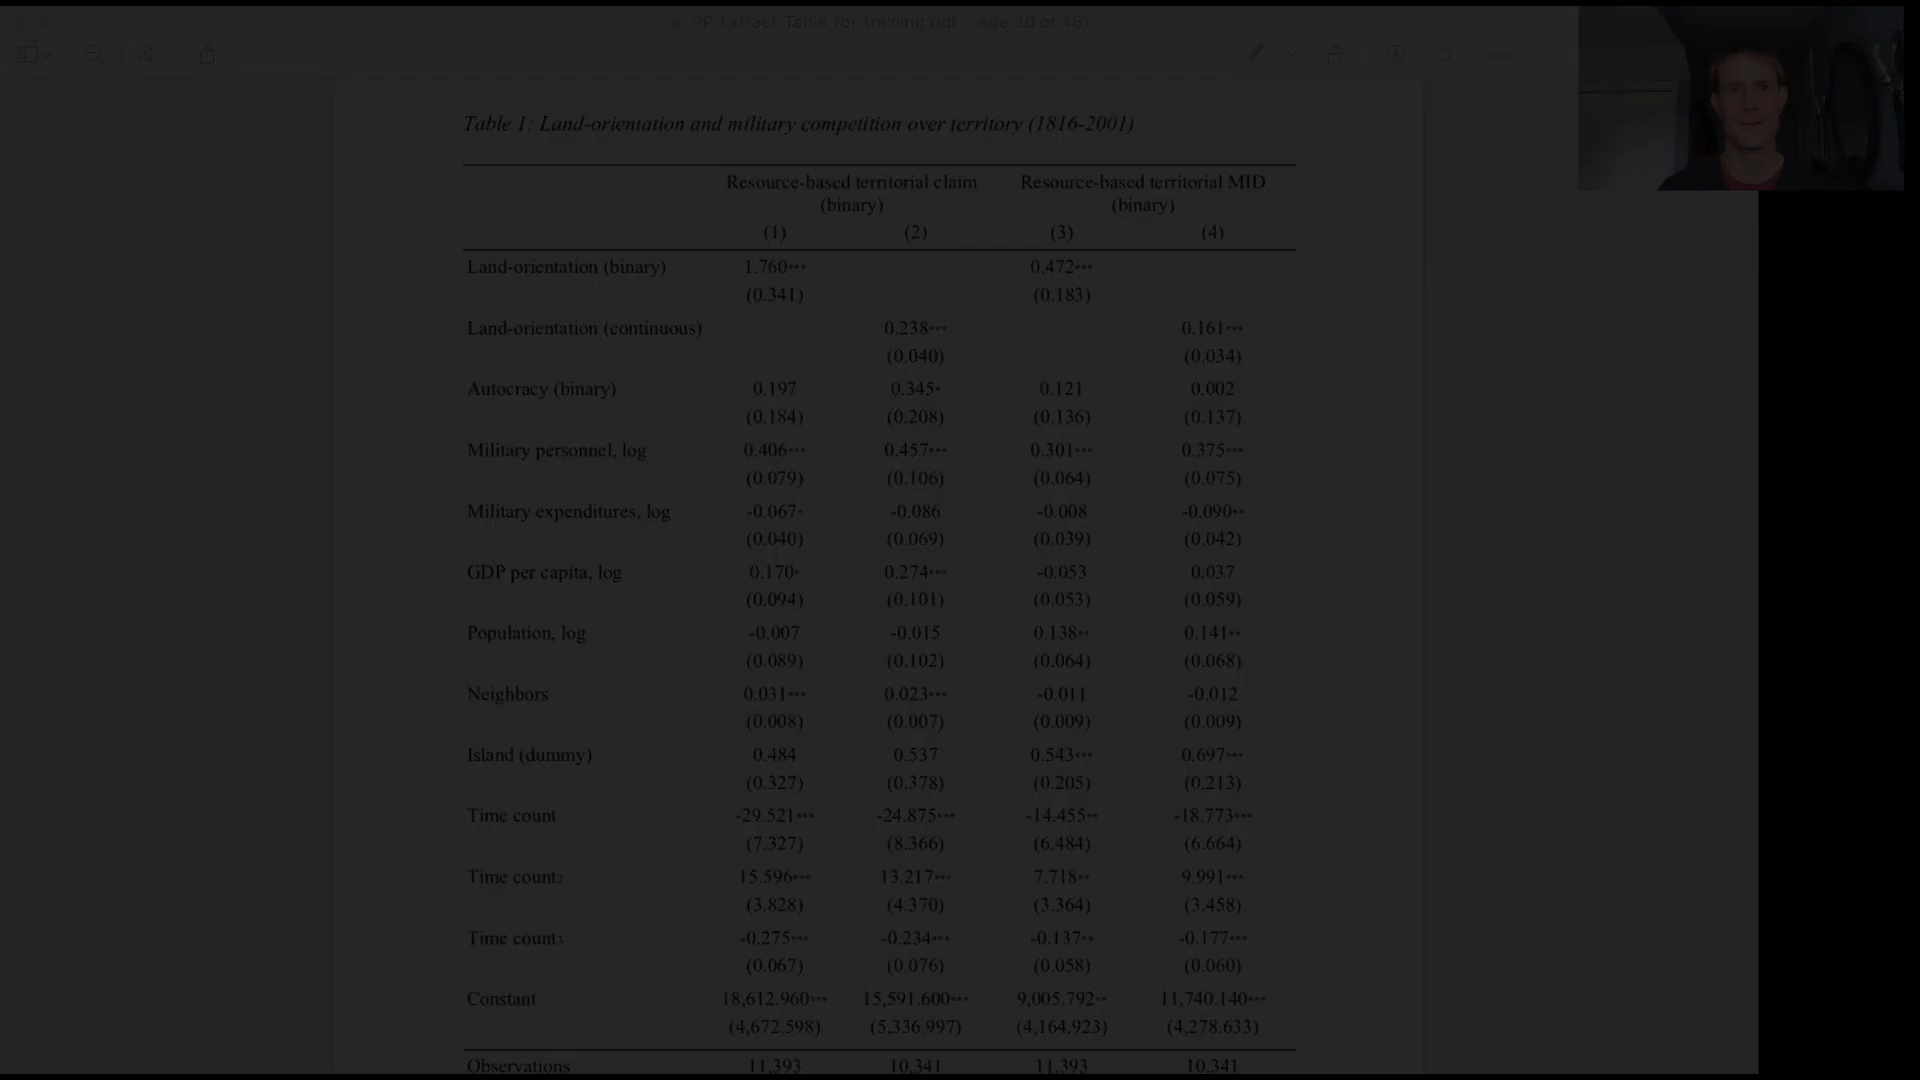 PP Extract Table for training.pdf (page 30 of 46)
Table 1: Land-orientation and military competition over territory (1816-2001)
Resource-based territorial claim Resource-based territorial MID
(binary) (binary)
(1) (2) (3) (4)
Land-orientation (binary) 1.760*** 0.472***
(0.341) (0.183)
Land-orientation (continuous) 0.238*** 0.161***
(0.040) (0.034)
Autocracy (binary) 0.197 0.345* 0.121 0.002
(0.184) (0.208) (0.136) (0.137)
Military personnel, log 0.406*** 0.457*** 0.301*** 0.375***
(0.079) (0.106) (0.064) (0.075)
Military expenditures, log -0.067* -0.086 -0.008 -0.090**
(0.040) (0.069) (0.039) (0.042)
GDP per capita, log 0.170* 0.274*** -0.053 0.037
(0.094) (0.101) (0.053) (0.059)
Population, log -0.007 -0.015 0.138** 0.141**
(0.089) (0.102) (0.064) (0.068)
Neighbors 0.031*** 0.023*** -0.011 -0.012
(0.008) (0.007) (0.009) (0.009)
Island (dummy) 0.484 0.537 0.543*** 0.697***
(0.327) (0.378) (0.205) (0.213)
Time count -29.521*** -24.875*** -14.455** -18.773***
(7.327) (8.366) (6.484) (6.664)
Time count2 15.596*** 13.217*** 7.718** 9.991***
(3.828) (4.370) (3.364) (3.458)
Time count3 -0.275*** -0.234*** -0.137** -0.177***
(0.067) (0.076) (0.058) (0.060)
Constant 18,612.960*** 15,591.600*** 9,005.792** 11,740.140***
(4,672.598) (5,336.997) (4,164.923) (4,278.633)
Observations 11,393 10,341 11,393 10,341